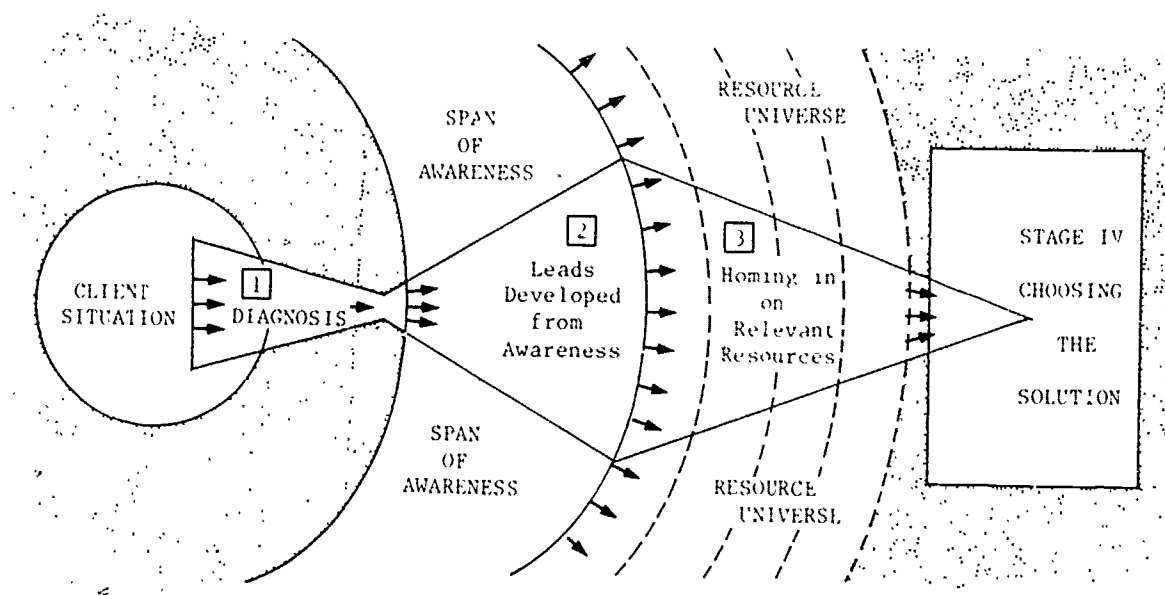 CLIENT
SITUATION
1
DIAGNOSIS
SPAN
OF
AWARENESS
2
Leads
Developed
from
Awareness
SPAN
OF
AWARENESS
RESOURCE
UNIVERSE
3
Homing in
on
Relevant
Resources
RESOURCE
UNIVERSE
STAGE IV
CHOOSING
THE
SOLUTION